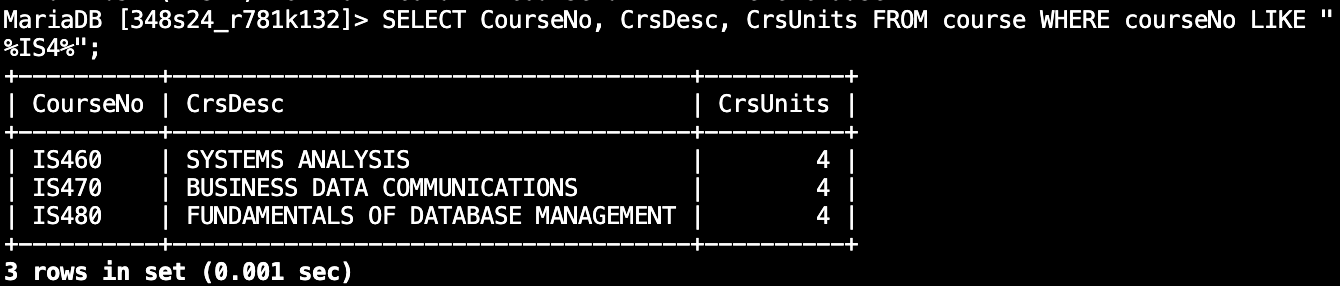 MariaDB [348s24_r781k132]> SELECT CourseNo, CrsDesc, CrsUnits FROM course WHERE courseNo LIKE "
%IS4%";
+----------+-------------------------------------+----------+
| CourseNo | CrsDesc                             | CrsUnits |
+----------+-------------------------------------+----------+
| IS460    | SYSTEMS ANALYSIS                    |        4 |
| IS470    | BUSINESS DATA COMMUNICATIONS        |        4 |
| IS480    | FUNDAMENTALS OF DATABASE MANAGEMENT |        4 |
+----------+-------------------------------------+----------+
3 rows in set (0.001 sec)